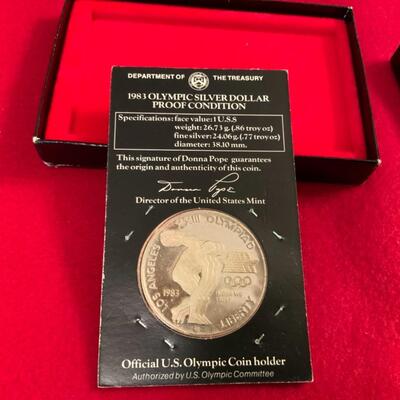 DEPARTMENT OF THE TREASURY
1983 OLYMPIC SILVER DOLLAR
PROOF CONDITION
Specifications: face value: 1 U.S.$
weight: 26.73 g. (.86 troy oz)
fine silver: 24.06 g. (.77 troy oz)
diameter: 38.10 mm.
This signature of Donna Pope guarantees
the origin and authenticity of this coin.
Donna Pope
Director of the United States Mint
LOS ANGELES XXIII OLYMPIAD
1983
LIBERTY
Official U.S. Olympic Coin holder
Authorized by U.S. Olympic Committee